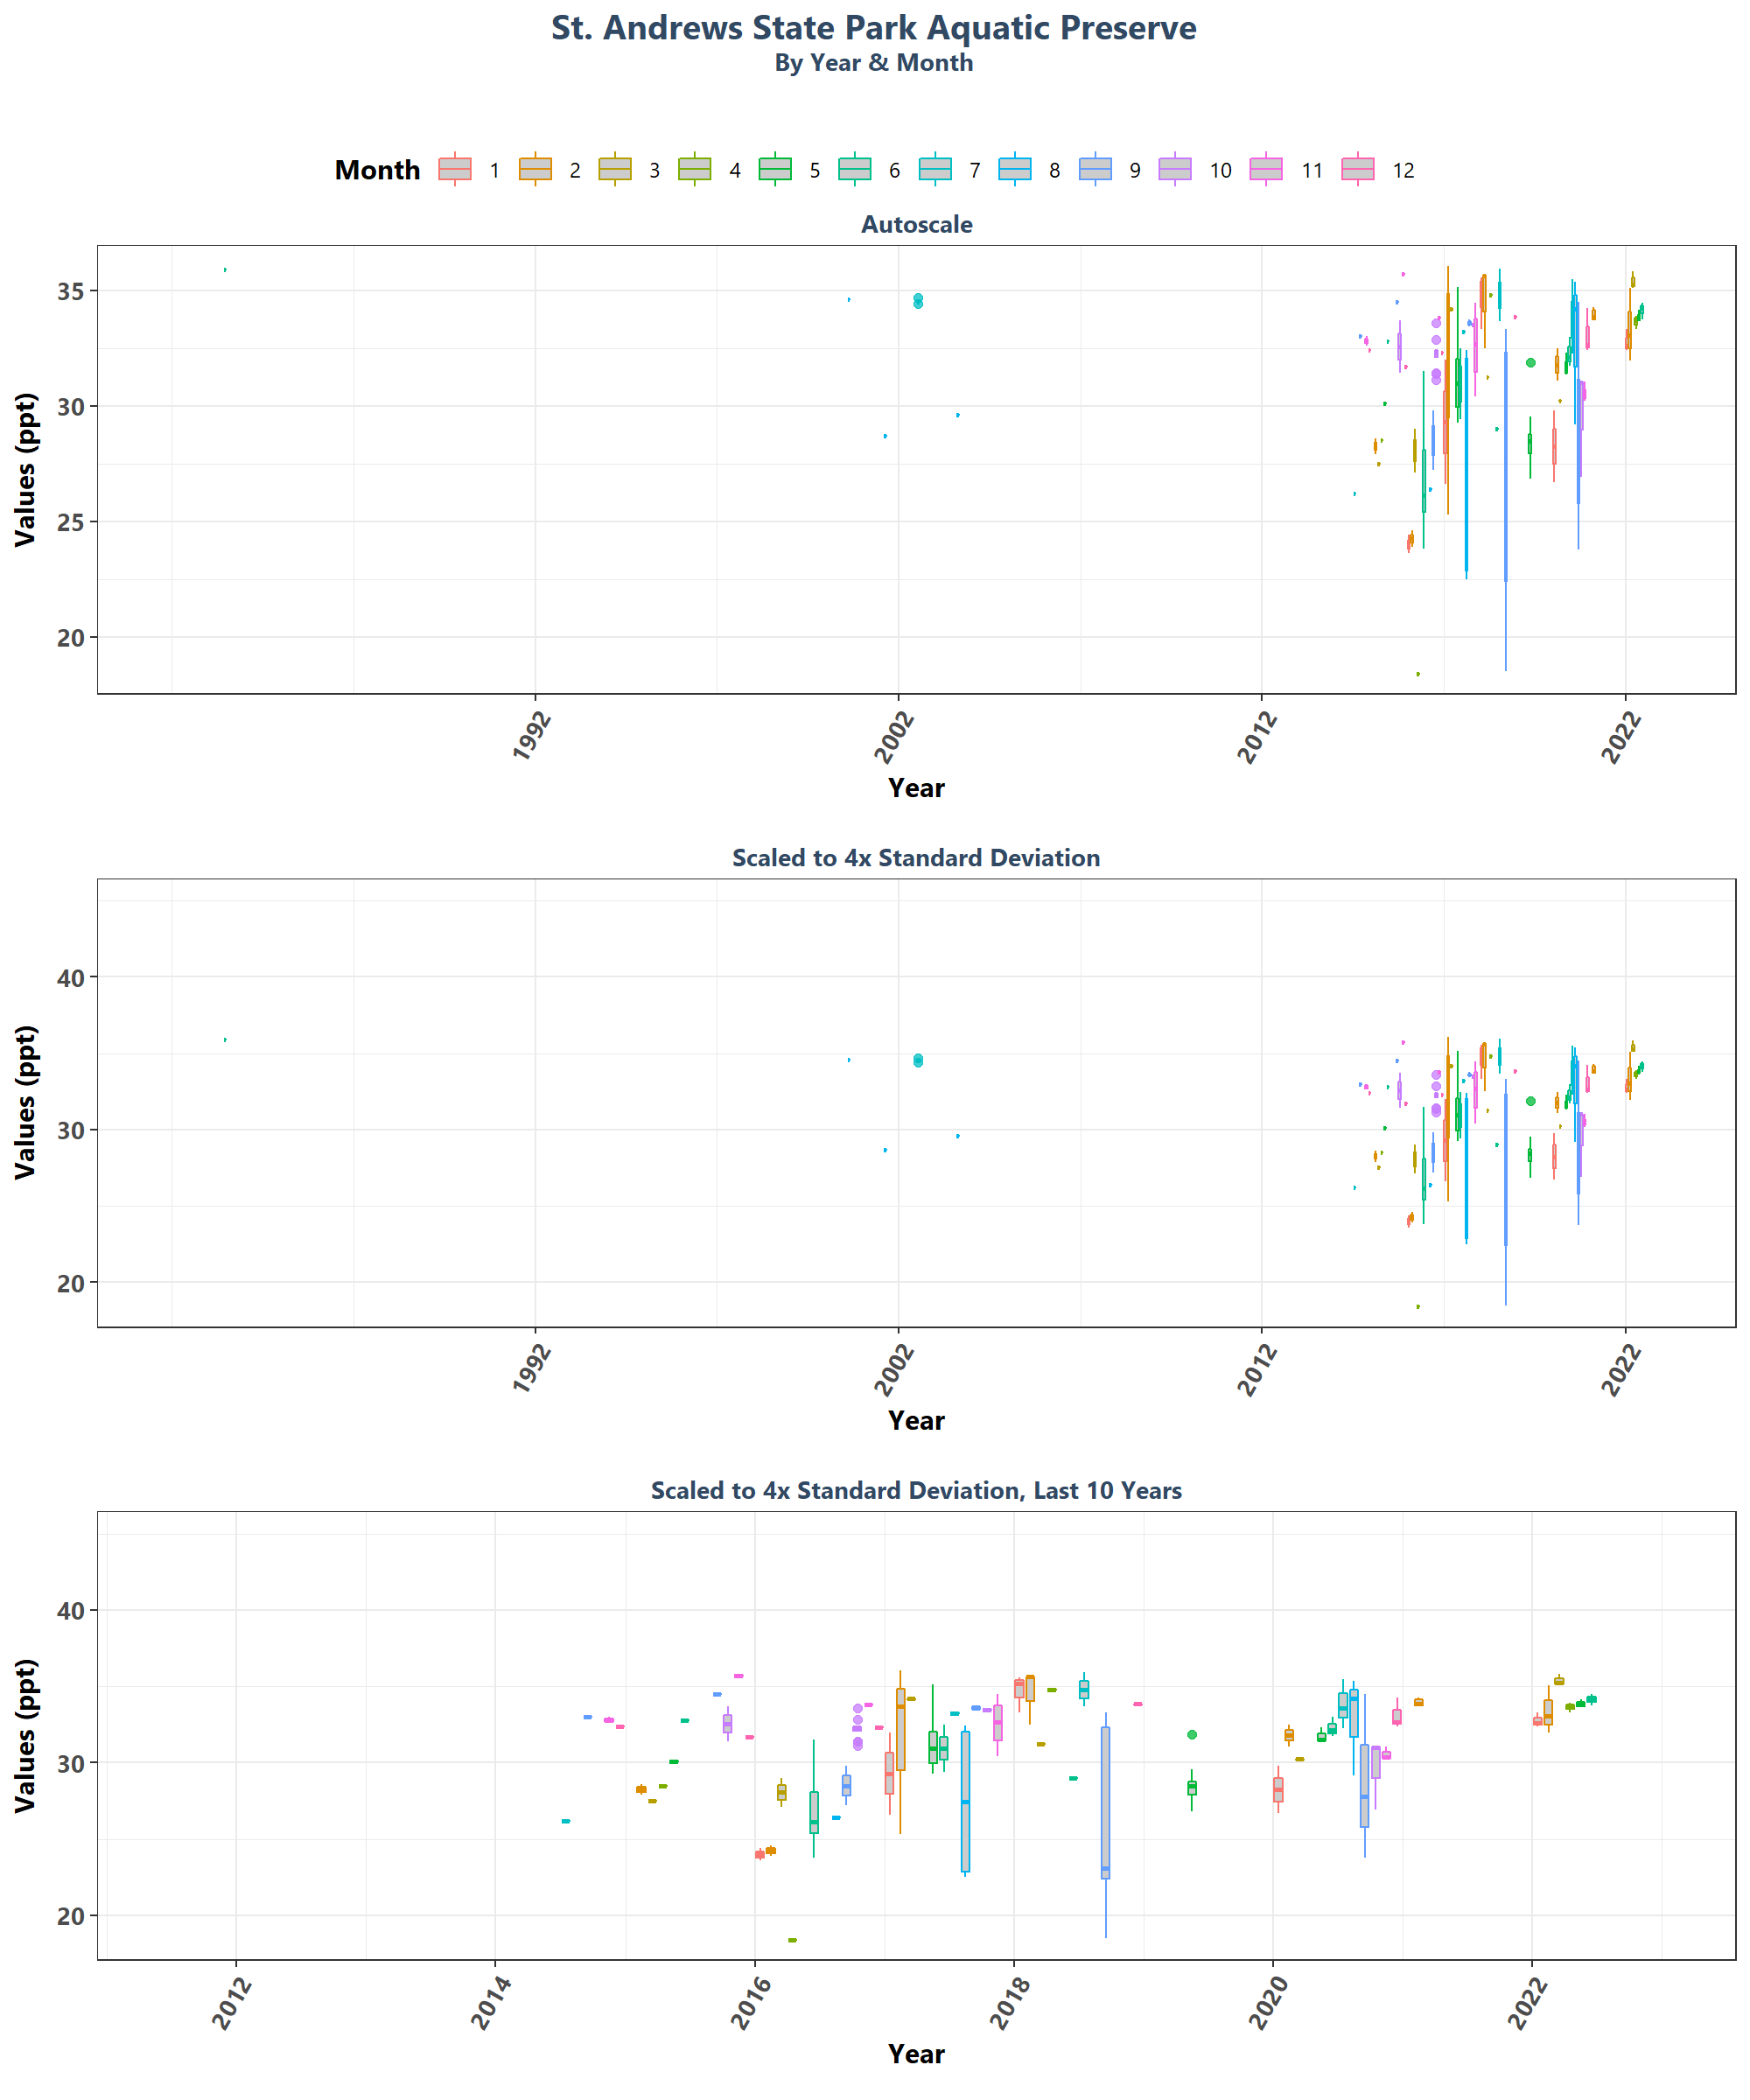 St. Andrews State Park Aquatic Preserve
By Year & Month
Month 1 2 3 4 5 6 7 8 9 10 11 12
Autoscale
Values (ppt)
35
30
25
20
1992 2002 2012 2022
Year
Scaled to 4x Standard Deviation
Values (ppt)
40
30
20
1992 2002 2012 2022
Year
Scaled to 4x Standard Deviation, Last 10 Years
Values (ppt)
40
30
20
2012 2014 2016 2018 2020 2022
Year